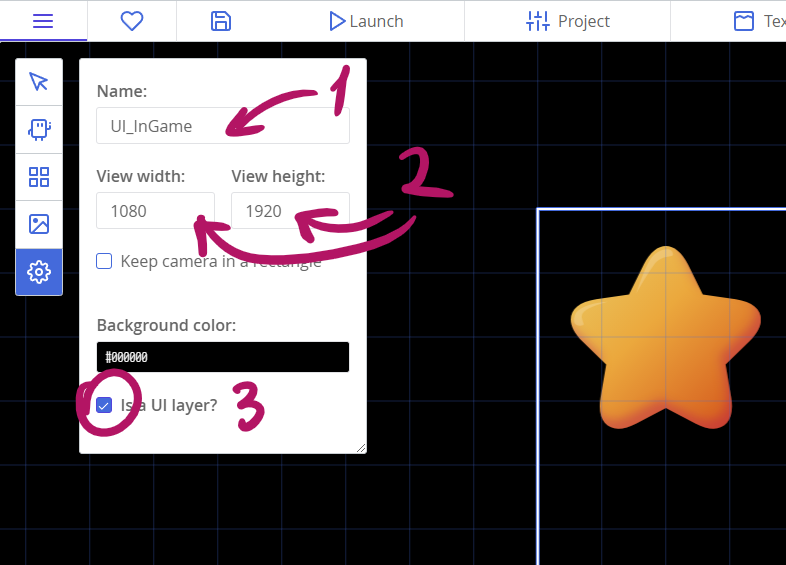 Launch
Project
Name:
1
UI_InGame
View width:
View height:
2
1080
1920
Keep camera in a rectangle
Background color:
#000000
Is a UI layer?
3